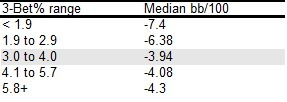 3-Bet% range Median bb/100
< 1.9 -7.4
1.9 to 2.9 -6.38
3.0 to 4.0 -3.94
4.1 to 5.7 -4.08
5.8+ -4.3